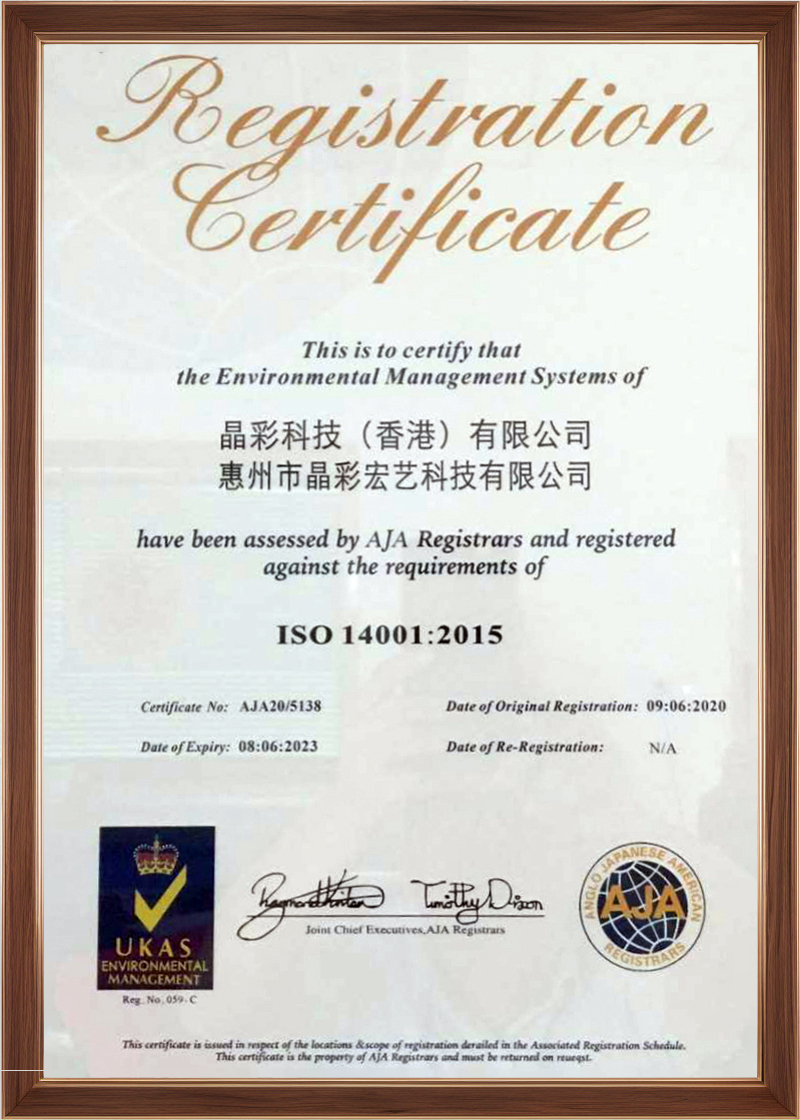 Registration
Certificate
This is to certify that
the Environmental Management Systems of
晶彩科技（香港）有限公司
惠州市晶彩宏艺科技有限公司
have been assessed by AJA Registrars and registered
against the requirements of
ISO 14001:2015
Certificate No: AJA20/5138
Date of Original Registration: 09:06:2020
Date of Expiry: 08:06:2023
Date of Re-Registration: N/A
UKAS
ENVIRONMENTAL
MANAGEMENT
Reg. No. 059-C
Timothy Dixon
Joint Chief Executives,AJA Registrars
ANGLO JAPANESE AMERICAN
AJA
REGISTRARS
This certificate is issued in respect of the locations &scope of registration derailed in the Associated Registration Schedule.
This certificate is the property of AJA Registrars and must be returned on reueqst.